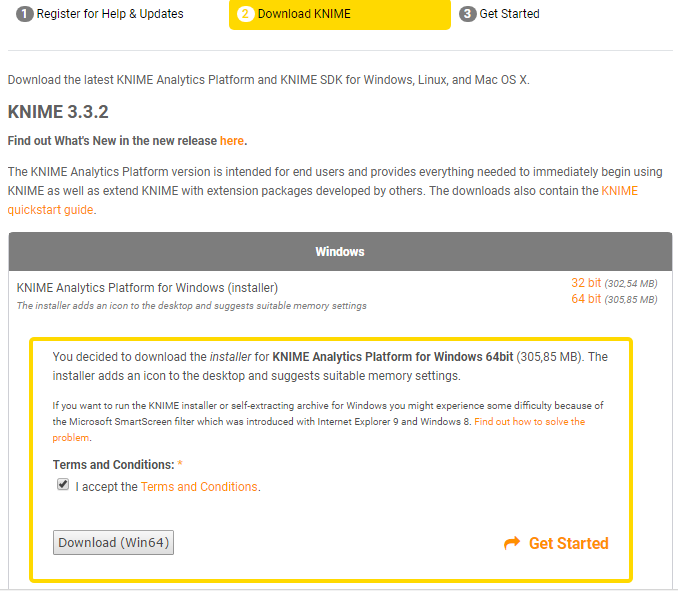 1 Register for Help & Updates 2 Download KNIME 3 Get Started
Download the latest KNIME Analytics Platform and KNIME SDK for Windows, Linux, and Mac OS X.
KNIME 3.3.2
Find out What's New in the new release here.
The KNIME Analytics Platform version is intended for end users and provides everything needed to immediately begin using
KNIME as well as extend KNIME with extension packages developed by others. The downloads also contain the KNIME
quickstart guide.
Windows
KNIME Analytics Platform for Windows (installer)
The installer adds an icon to the desktop and suggests suitable memory settings
32 bit (302,54 MB)
64 bit (305,85 MB)
You decided to download the installer for KNIME Analytics Platform for Windows 64bit (305,85 MB). The
installer adds an icon to the desktop and suggests suitable memory settings.
If you want to run the KNIME installer or self-extracting archive for Windows you might experience some difficulty because of
the Microsoft SmartScreen filter which was introduced with Internet Explorer 9 and Windows 8. Find out how to solve the
problem.
Terms and Conditions: *
I accept the Terms and Conditions.
Download (Win64)
Get Started